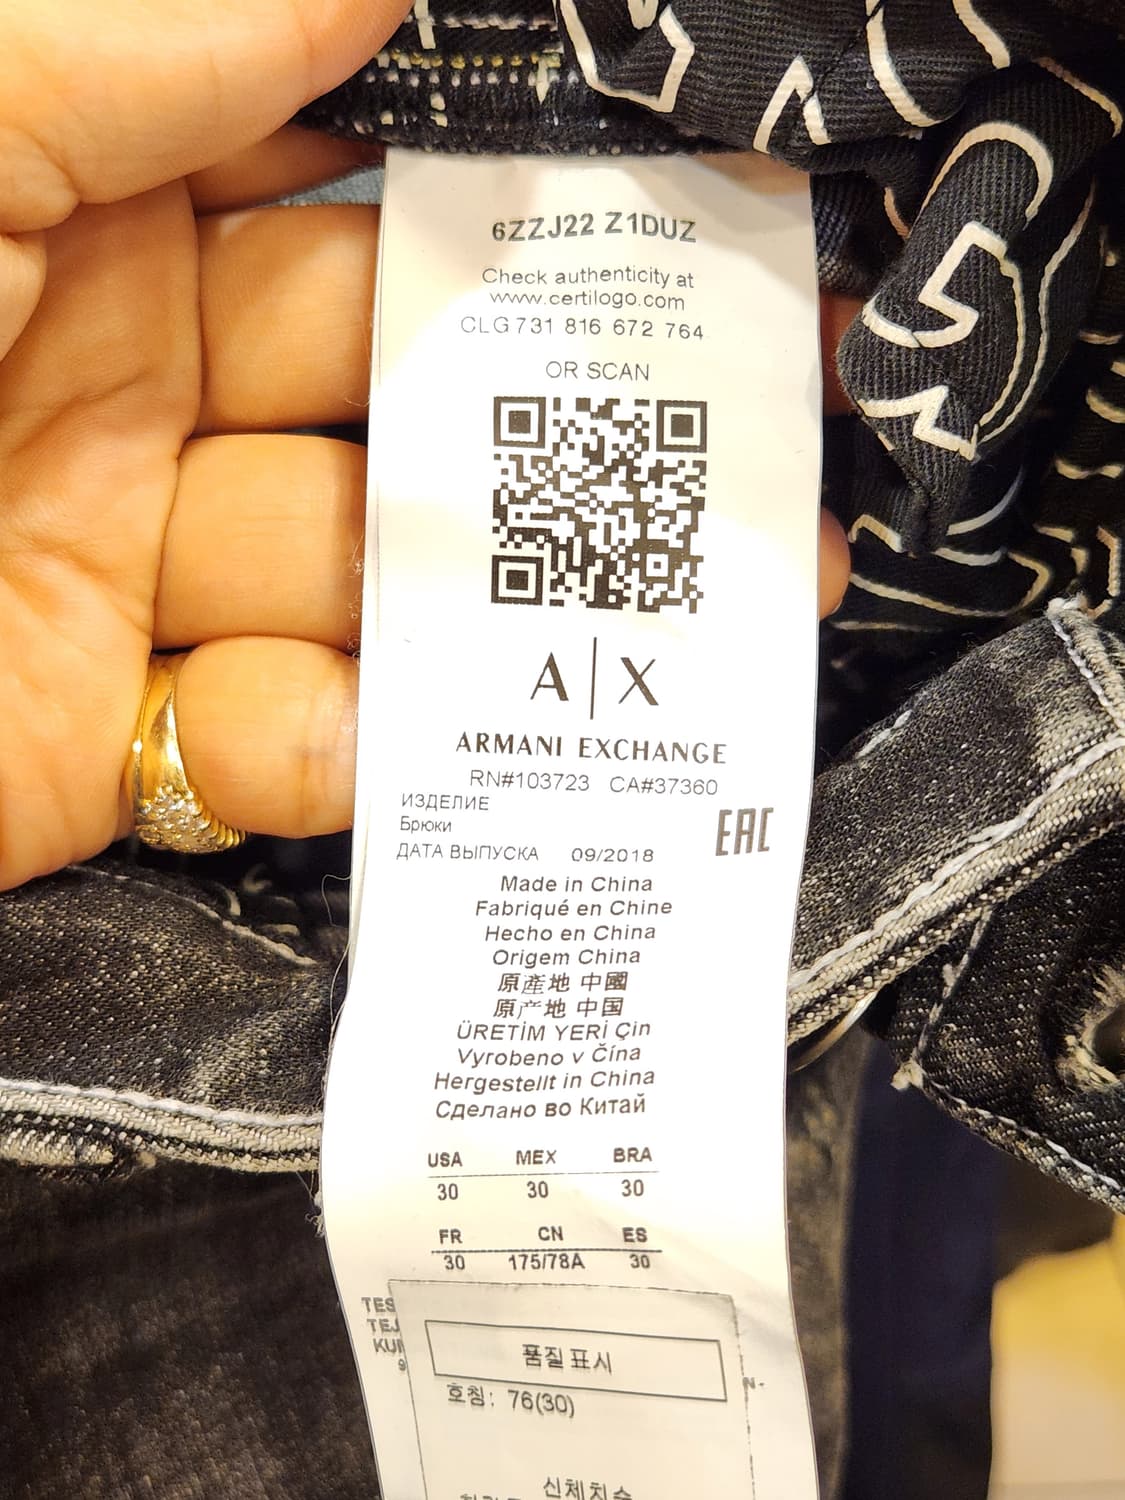 6ZZJ22 Z1DUZ
Check authenticity at
www.certilogo.com
CLG 731 816 672 764
OR SCAN
A|X
ARMANI EXCHANGE
RN#103723 CA#37360
ИЗДЕЛИЕ
Брюки
EAC
ДАТА ВЫПУСКА 09/2018
Made in China
Fabriqué en Chine
Hecho en China
Origem China
原產地 中國
原产地 中国
ÜRETİM YERİ Çin
Vyrobeno v Čína
Hergestellt in China
Сделано во Китай
USA MEX BRA
30 30 30
FR CN ES
30 175/78A 30
품질 표시
호칭: 76(30)
신체치수